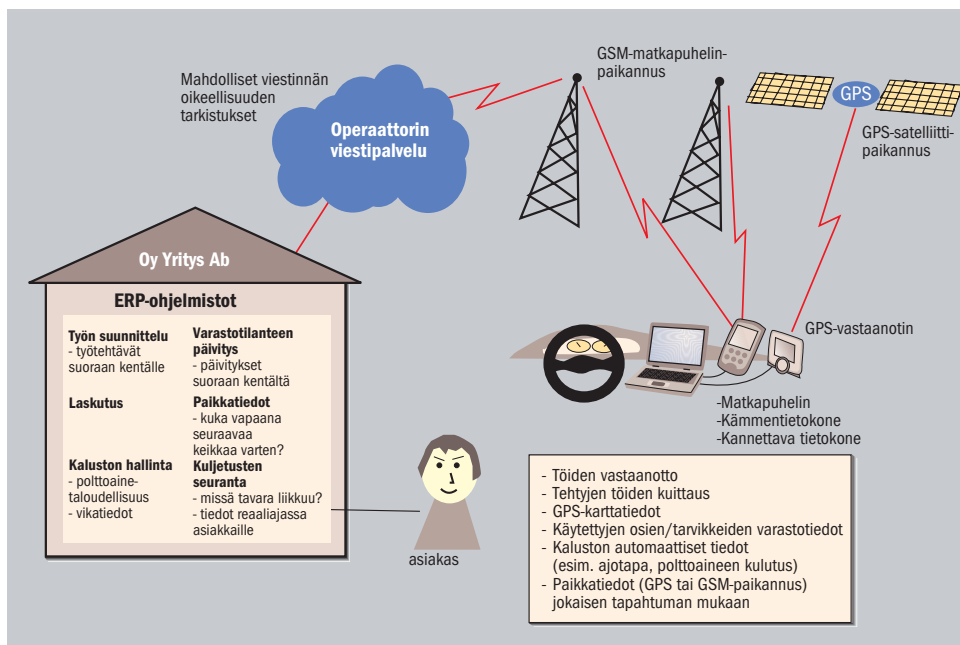 GSM-matkapuhelin-
paikannus
Mahdolliset viestinnän
oikeellisuuden
tarkistukset
Operaattorin
viestipalvelu
GPS
GPS-satelliitti-
paikannus
Oy Yritys Ab
ERP-ohjelmistot
Työn suunnittelu
- työtehtävät
suoraan kentälle
Laskutus
Kaluston hallinta
- polttoaine-
taloudellisuus
- vikatiedot
Varastotilanteen
päivitys
- päivitykset
suoraan kentältä
Paikkatiedot
- kuka vapaana
seuraavaa
keikkaa varten?
Kuljetusten
seuranta
- missä tavara liikkuu?
- tiedot reaaliajassa
asiakkaille
asiakas
GPS-vastaanotin
-Matkapuhelin
-Kämmentietokone
-Kannettava tietokone
- Töiden vastaanotto
- Tehtyjen töiden kuittaus
- GPS-karttatiedot
- Käytettyjen osien/tarvikkeiden varastotiedot
- Kaluston automaattiset tiedot
(esim. ajotapa, polttoaineen kulutus)
- Paikkatiedot (GPS tai GSM-paikannus)
jokaisen tapahtuman mukaan